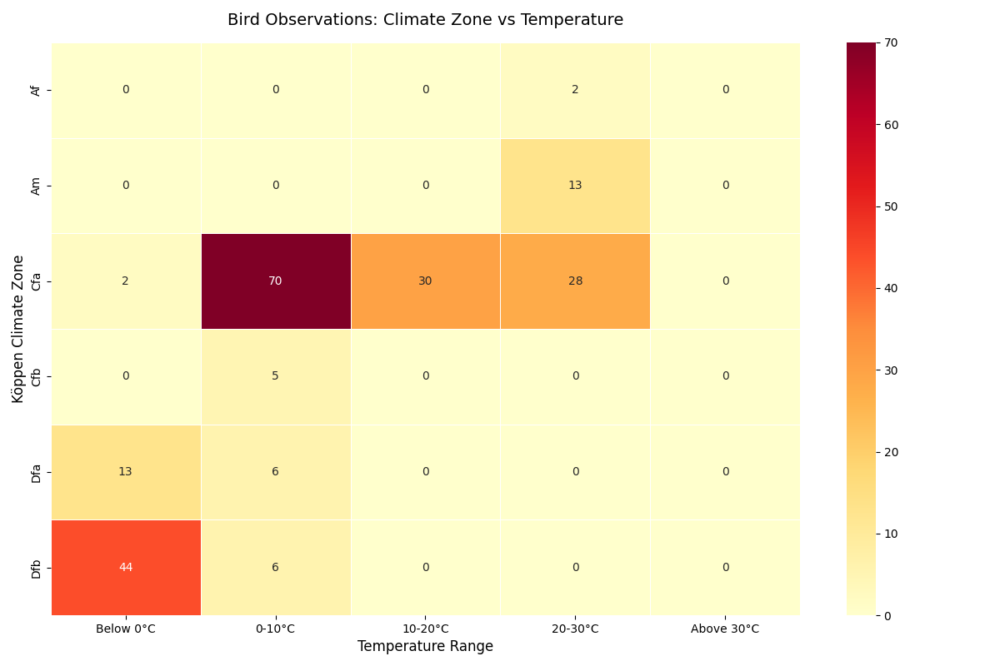 Bird Observations: Climate Zone vs Temperature
Köppen Climate Zone
Af
0 0 0 2 0
Am
0 0 0 13 0
Cfa
2 70 30 28 0
Cfb
0 5 0 0 0
Dfa
13 6 0 0 0
Dfb
44 6 0 0 0
Below 0°C 0-10°C 10-20°C 20-30°C Above 30°C
Temperature Range
70
60
50
40
30
20
10
0